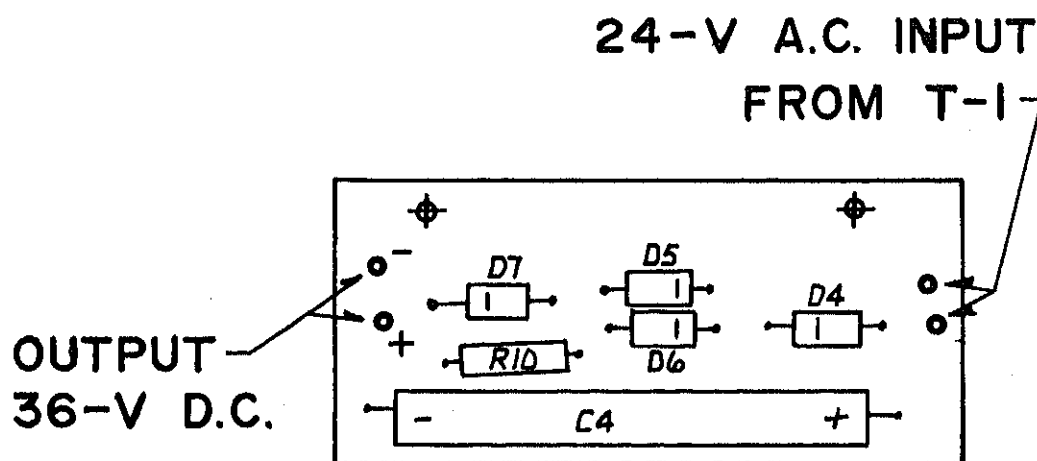 24-V A.C. INPUT
FROM T-1
D7
D5
D4
-
+
R10
D6
OUTPUT
36-V D.C.
- C4 +